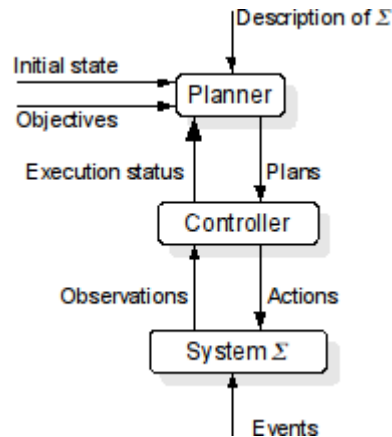 Description of Σ
Initial state
Planner
Objectives
Execution status
Plans
Controller
Observations
Actions
System Σ
Events